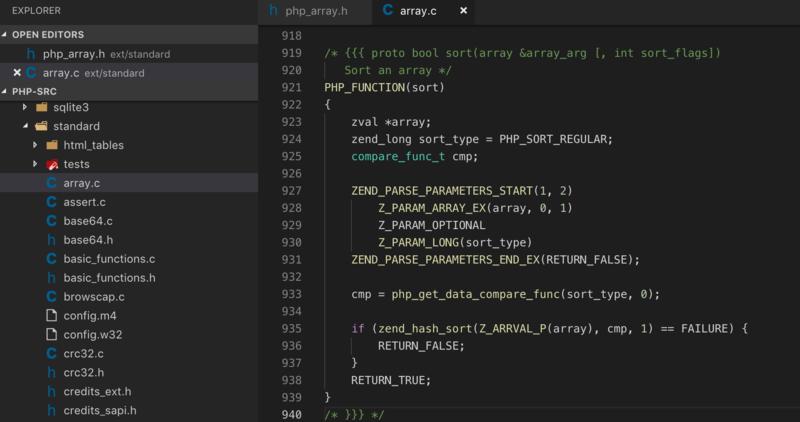 EXPLORER
OPEN EDITORS
php_array.h ext/standard
array.c ext/standard
PHP-SRC
sqlite3
standard
html_tables
tests
array.c
assert.c
base64.c
base64.h
basic_functions.c
basic_functions.h
browscap.c
config.m4
config.w32
crc32.c
crc32.h
credits_ext.h
credits_sapi.h
php_array.h
array.c
918
919 /* {{{ proto bool sort(array &array_arg [, int sort_flags])
920 Sort an array */
921 PHP_FUNCTION(sort)
922 {
923 zval *array;
924 zend_long sort_type = PHP_SORT_REGULAR;
925 compare_func_t cmp;
926
927 ZEND_PARSE_PARAMETERS_START(1, 2)
928 Z_PARAM_ARRAY_EX(array, 0, 1)
929 Z_PARAM_OPTIONAL
930 Z_PARAM_LONG(sort_type)
931 ZEND_PARSE_PARAMETERS_END_EX(RETURN_FALSE);
932
933 cmp = php_get_data_compare_func(sort_type, 0);
934
935 if (zend_hash_sort(Z_ARRVAL_P(array), cmp, 1) == FAILURE) {
936 RETURN_FALSE;
937 }
938 RETURN_TRUE;
939 }
940 /* }}} */